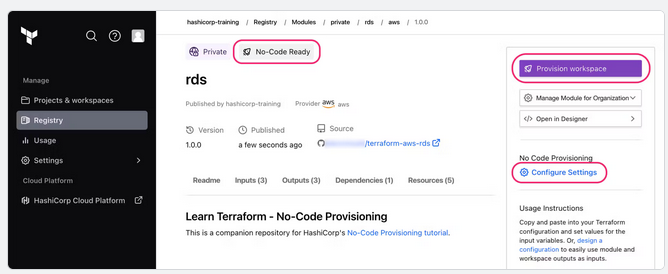 hashicorp-training / Registry / Modules / private / rds / aws / 1.0.0
Manage
Projects & workspaces
Registry
Usage
Settings
Cloud Platform
HashiCorp Cloud Platform
Private
No-Code Ready
rds
Published by hashicorp-training Provider aws aws
Version
1.0.0
Published
a few seconds ago
Source
/terraform-aws-rds
Readme Inputs (3) Outputs (3) Dependencies (1) Resources (5)
Learn Terraform - No-Code Provisioning
This is a companion repository for HashiCorp's No-Code Provisioning tutorial.
Provision workspace
Manage Module for Organization
Open in Designer
No Code Provisioning
Configure Settings
Usage Instructions
Copy and paste into your Terraform
configuration and set values for the
input variables. Or, design a
configuration to easily use module and
workspace outputs as inputs.